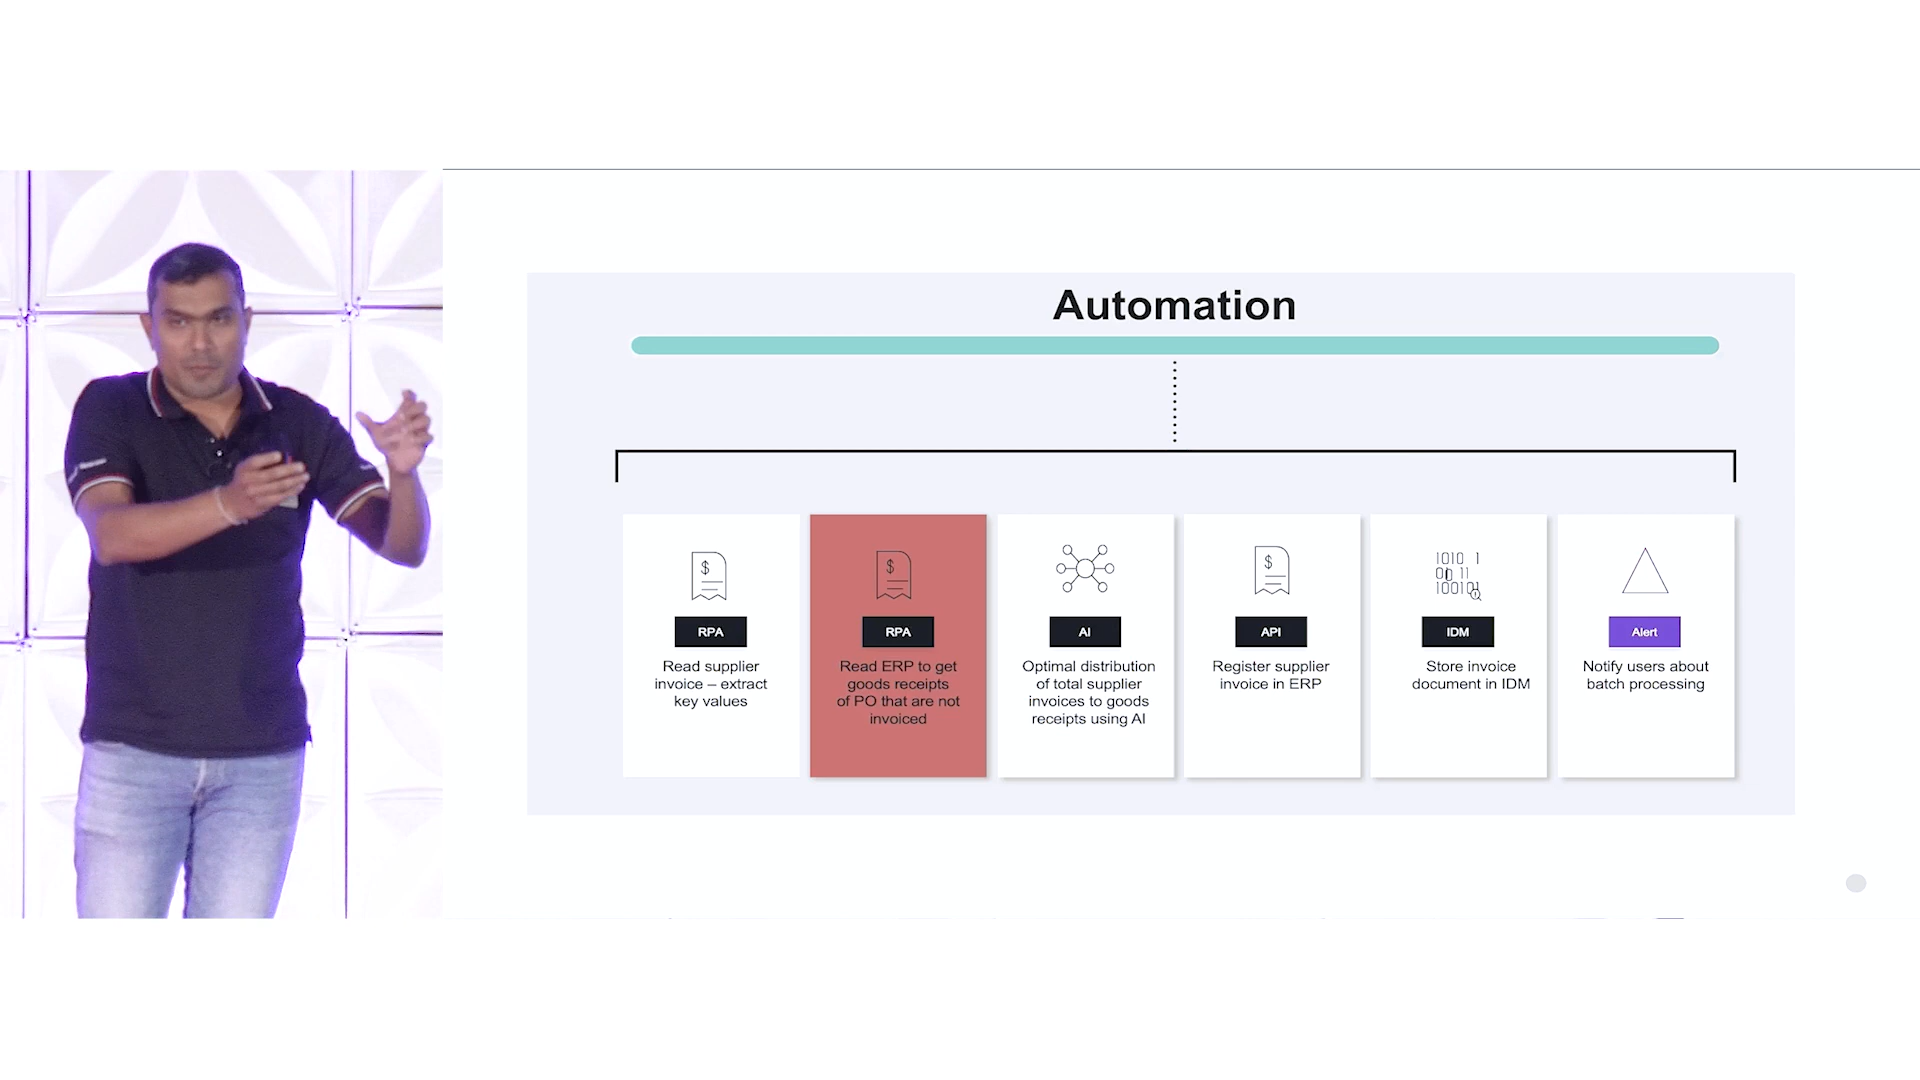 Automation
RPA
Read supplier
invoice – extract
key values
RPA
Read ERP to get
goods receipts
of PO that are not
invoiced
AI
Optimal distribution
of total supplier
invoices to goods
receipts using AI
API
Register supplier
invoice in ERP
1010 1
IDM
Store invoice
document in IDM
Alert
Notify users about
batch processing